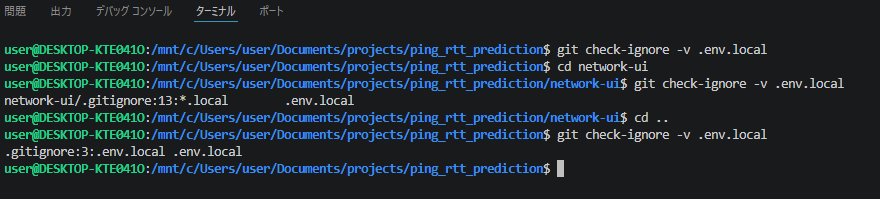 問題 出力 デバッグ コンソール ターミナル ポート
user@DESKTOP-KTE041O:/mnt/c/Users/user/Documents/projects/ping_rtt_prediction$ git check-ignore -v .env.local
user@DESKTOP-KTE041O:/mnt/c/Users/user/Documents/projects/ping_rtt_prediction$ cd network-ui
user@DESKTOP-KTE041O:/mnt/c/Users/user/Documents/projects/ping_rtt_prediction/network-ui$ git check-ignore -v .env.local
network-ui/.gitignore:13:*.local .env.local
user@DESKTOP-KTE041O:/mnt/c/Users/user/Documents/projects/ping_rtt_prediction/network-ui$ cd ..
user@DESKTOP-KTE041O:/mnt/c/Users/user/Documents/projects/ping_rtt_prediction$ git check-ignore -v .env.local
.gitignore:3:.env.local .env.local
user@DESKTOP-KTE041O:/mnt/c/Users/user/Documents/projects/ping_rtt_prediction$